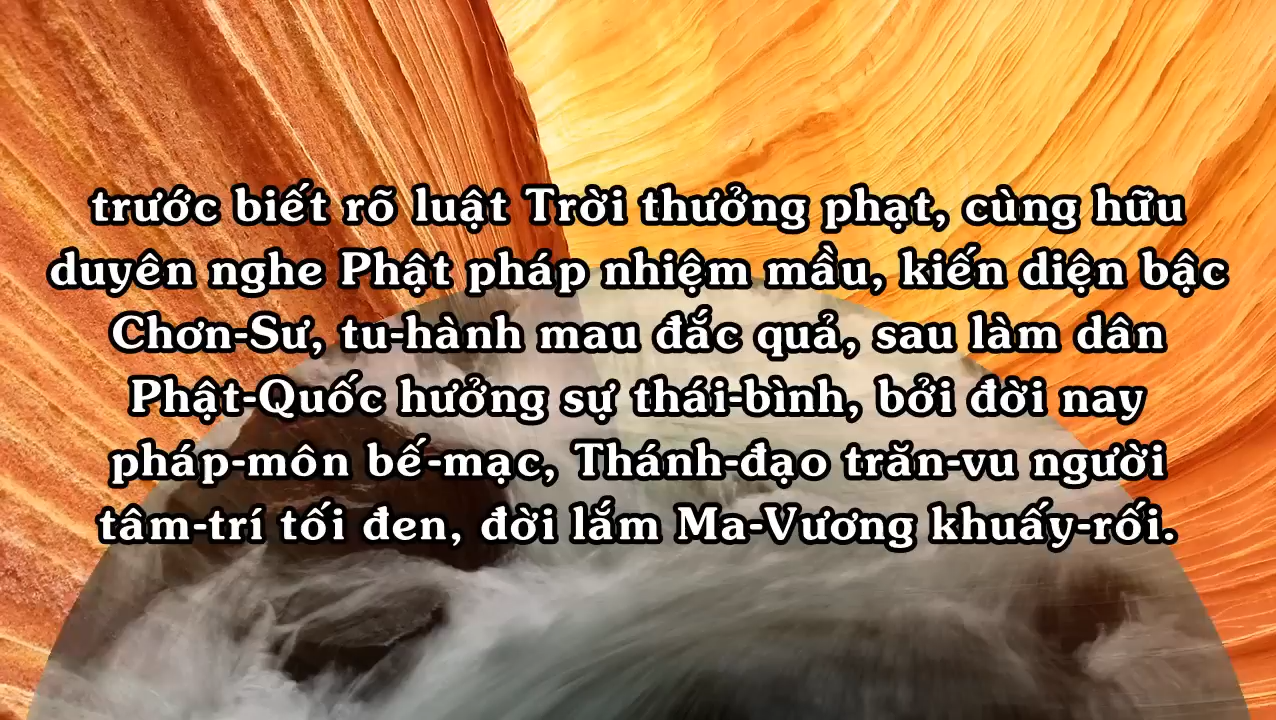 trước biết rõ luật Trời thưởng phạt, cùng hữu
duyên nghe Phật pháp nhiệm mầu, kiến diện bậc
Chơn-Sư, tu-hành mau đắc quả, sau làm dân
Phật-Quốc hưởng sự thái-bình, bởi đời nay
pháp-môn bế-mạc, Thánh-đạo trăn-vu người
tâm-trí tối đen, đời lắm Ma-Vương khuấy-rối.